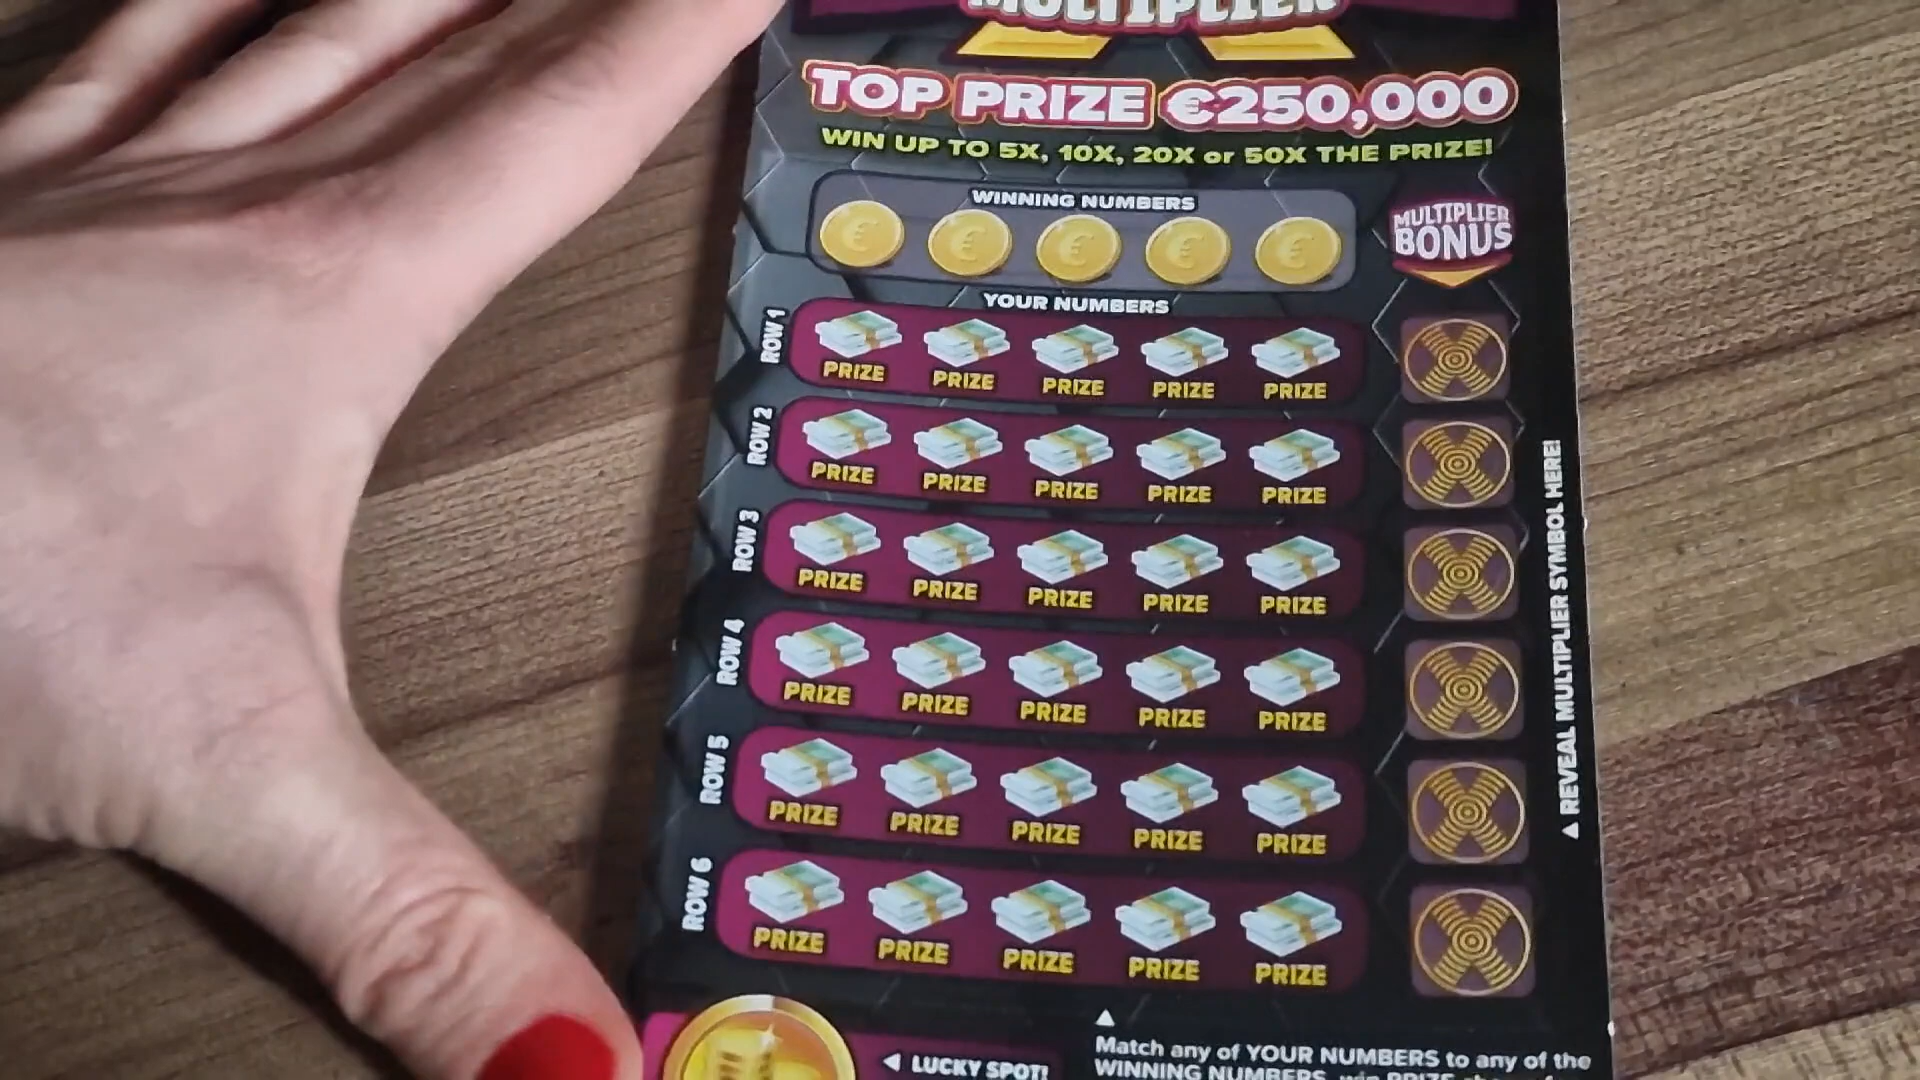 MULTIPLIER
TOP PRIZE €250,000
WIN UP TO 5X, 10X, 20X or 50X THE PRIZE!
WINNING NUMBERS
€ € € € €
MULTIPLIER
BONUS
YOUR NUMBERS
ROW 1
PRIZE PRIZE PRIZE PRIZE PRIZE
ROW 2
PRIZE PRIZE PRIZE PRIZE PRIZE
ROW 3
PRIZE PRIZE PRIZE PRIZE PRIZE
ROW 4
PRIZE PRIZE PRIZE PRIZE PRIZE
ROW 5
PRIZE PRIZE PRIZE PRIZE PRIZE
ROW 6
PRIZE PRIZE PRIZE PRIZE PRIZE
▲ REVEAL MULTIPLIER SYMBOL HERE!
◀ LUCKY SPOT!
Match any of YOUR NUMBERS to any of the
WINNING NUMBERS, win PRIZE